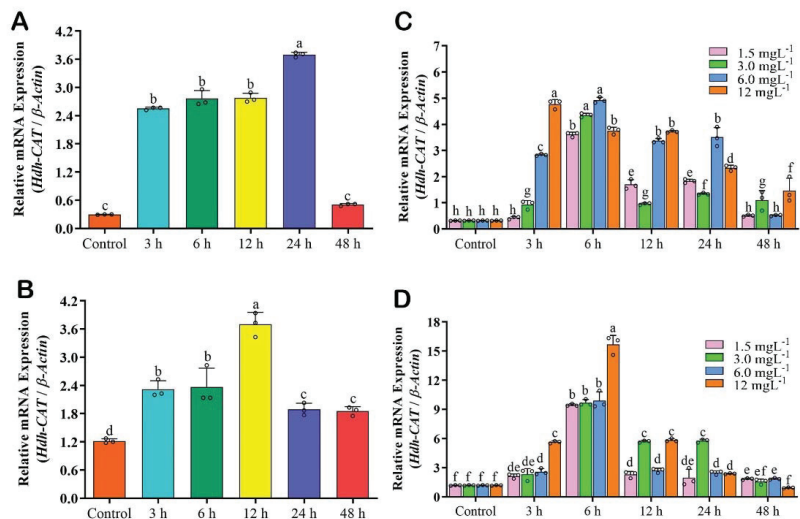 A
Relative mRNA Expression
(Hdh-CAT / β-Actin)
4.2
3.6
3.0
2.4
1.8
1.2
0.6
0.0
c
b
b
b
a
c
Control
3 h
6 h
12 h
24 h
48 h
B
Relative mRNA Expression
(Hdh-CAT / β-Actin)
4.2
3.6
3.0
2.4
1.8
1.2
0.6
0.0
d
b
b
a
c
c
Control
3 h
6 h
12 h
24 h
48 h
C
Relative mRNA Expression
(Hdh-CAT / β-Actin)
7
6
5
4
3
2
1
0
1.5 mgL⁻¹
3.0 mgL⁻¹
6.0 mgL⁻¹
12 mgL⁻¹
h h h h
h g c a
b a a b
e g b b
e f b d
h g h f
Control
3 h
6 h
12 h
24 h
48 h
D
Relative mRNA Expression
(Hdh-CAT / β-Actin)
18
15
12
9
6
3
0
1.5 mgL⁻¹
3.0 mgL⁻¹
6.0 mgL⁻¹
12 mgL⁻¹
f f f f
de de d c
b b b a
d c d c
d c d d
d ef d f
Control
3 h
6 h
12 h
24 h
48 h